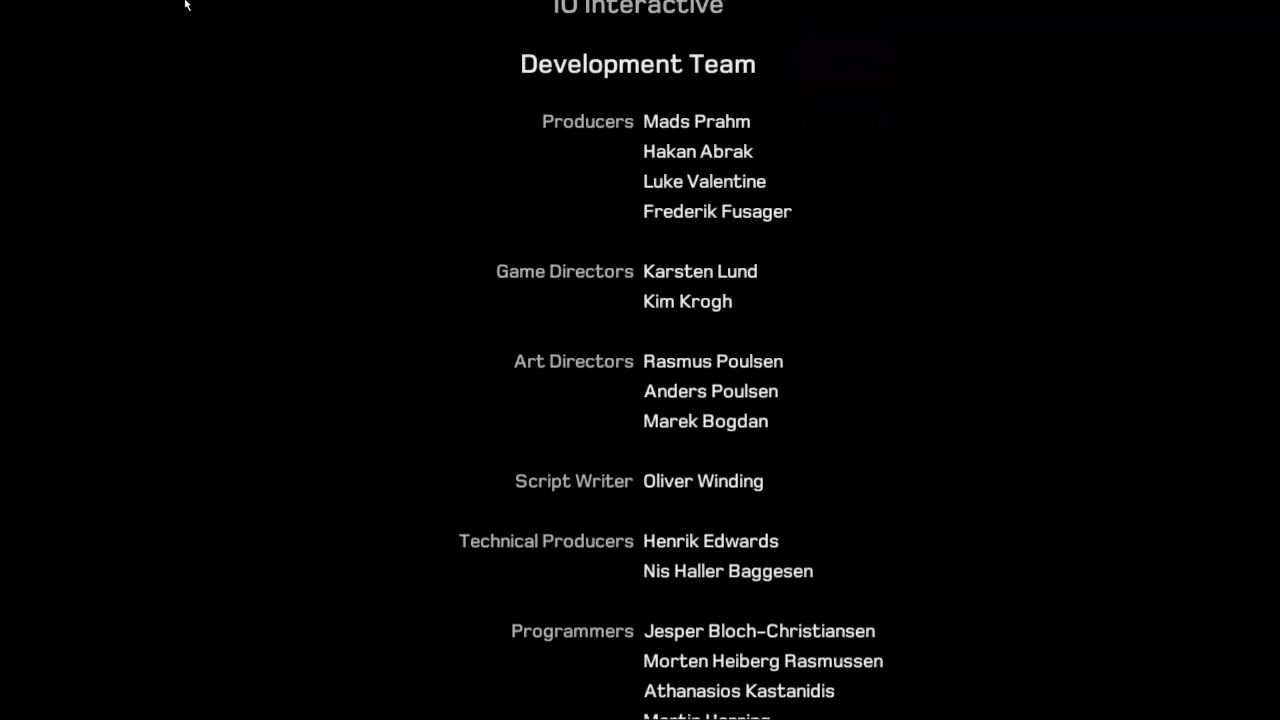 IO Interactive
Development Team
Producers Mads Prahm
Hakan Abrak
Luke Valentine
Frederik Fusager
Game Directors Karsten Lund
Kim Krogh
Art Directors Rasmus Poulsen
Anders Poulsen
Marek Bogdan
Script Writer Oliver Winding
Technical Producers Henrik Edwards
Nis Haller Baggesen
Programmers Jesper Bloch-Christiansen
Morten Heiberg Rasmussen
Athanasios Kastanidis
Martin